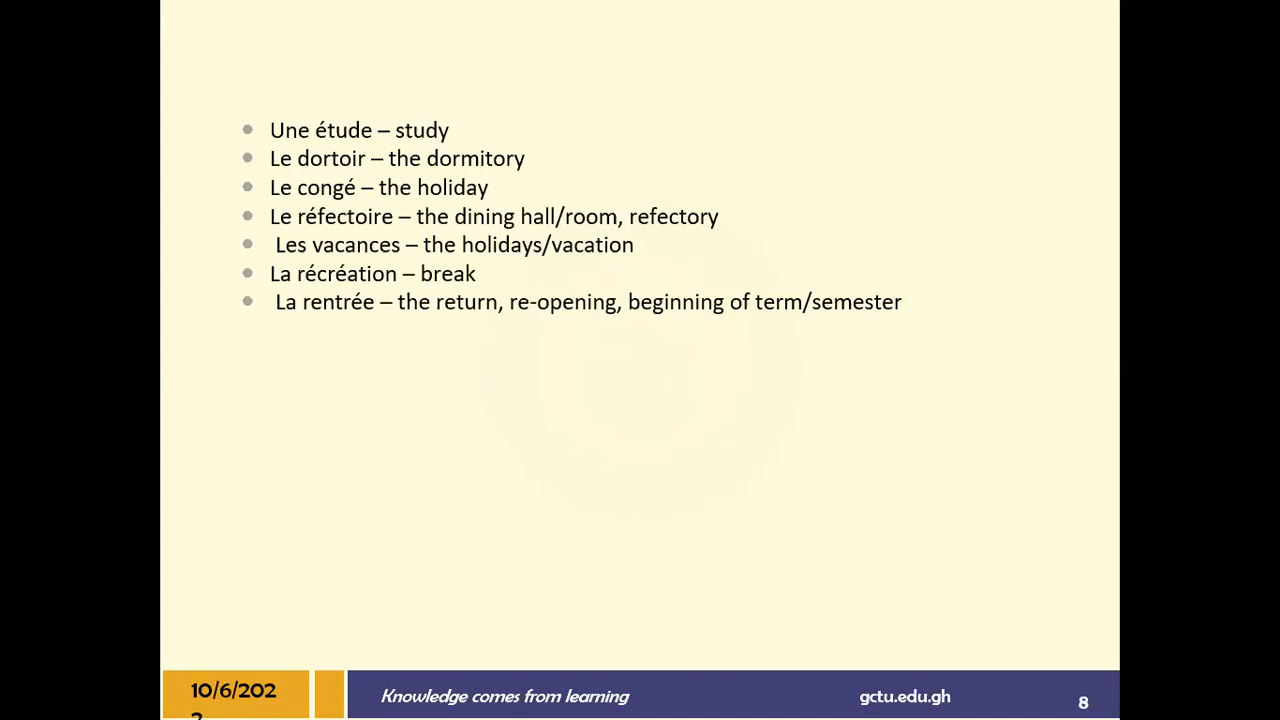 Une étude – study
Le dortoir – the dormitory
Le congé – the holiday
Le réfectoire – the dining hall/room, refectory
Les vacances – the holidays/vacation
La récréation – break
La rentrée – the return, re-opening, beginning of term/semester
10/6/202
Knowledge comes from learning
gctu.edu.gh
8